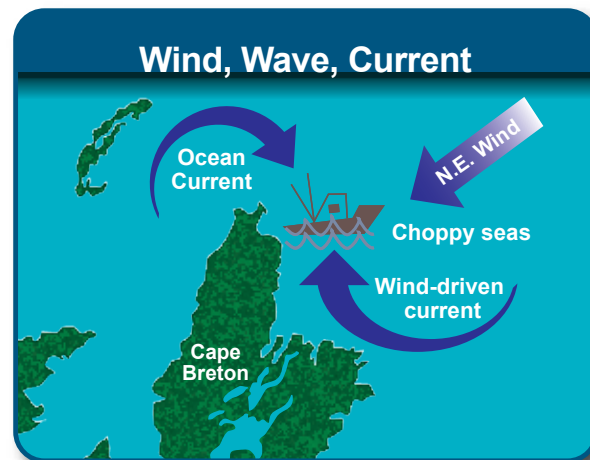 Wind, Wave, Current
Ocean
Current
N.E. Wind
Choppy seas
Wind-driven
current
Cape
Breton